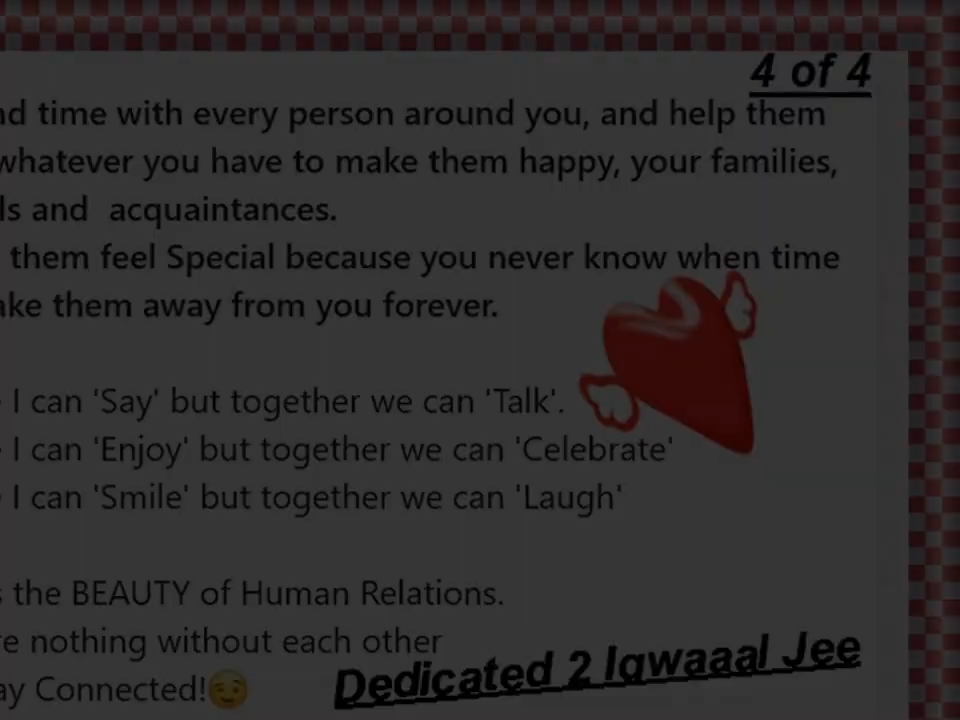 4 of 4
nd time with every person around you, and help them
whatever you have to make them happy, your families,
ls and acquaintances.
them feel Special because you never know when time
ake them away from you forever.
I can 'Say' but together we can 'Talk'.
I can 'Enjoy' but together we can 'Celebrate'
I can 'Smile' but together we can 'Laugh'
s the BEAUTY of Human Relations.
re nothing without each other
ay Connected!😉
Dedicated 2 Iqwaaal Jee